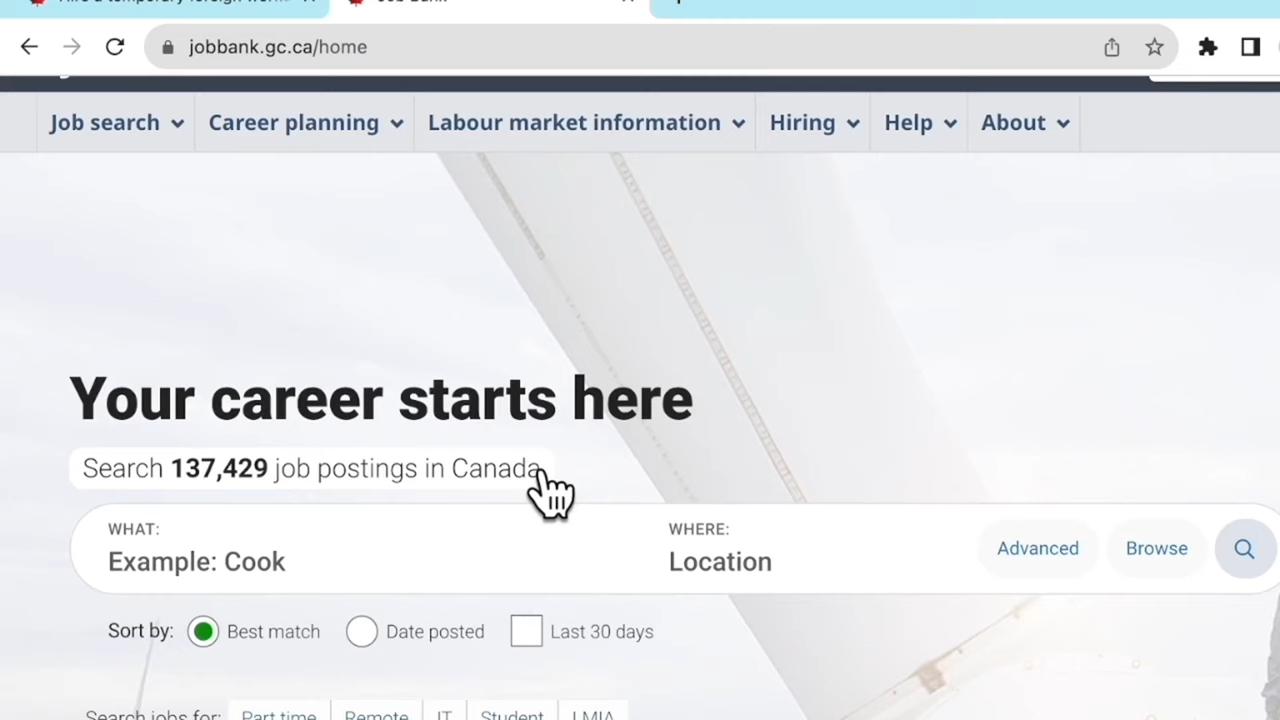 Job Bank
jobbank.gc.ca/home
Job search
Career planning
Labour market information
Hiring
Help
About
Your career starts here
Search 137,429 job postings in Canada
WHAT:
Example: Cook
WHERE:
Location
Advanced
Browse
Sort by:
Best match
Date posted
Last 30 days
Search jobs for:
Part time
Remote
IT
Student
LMIA